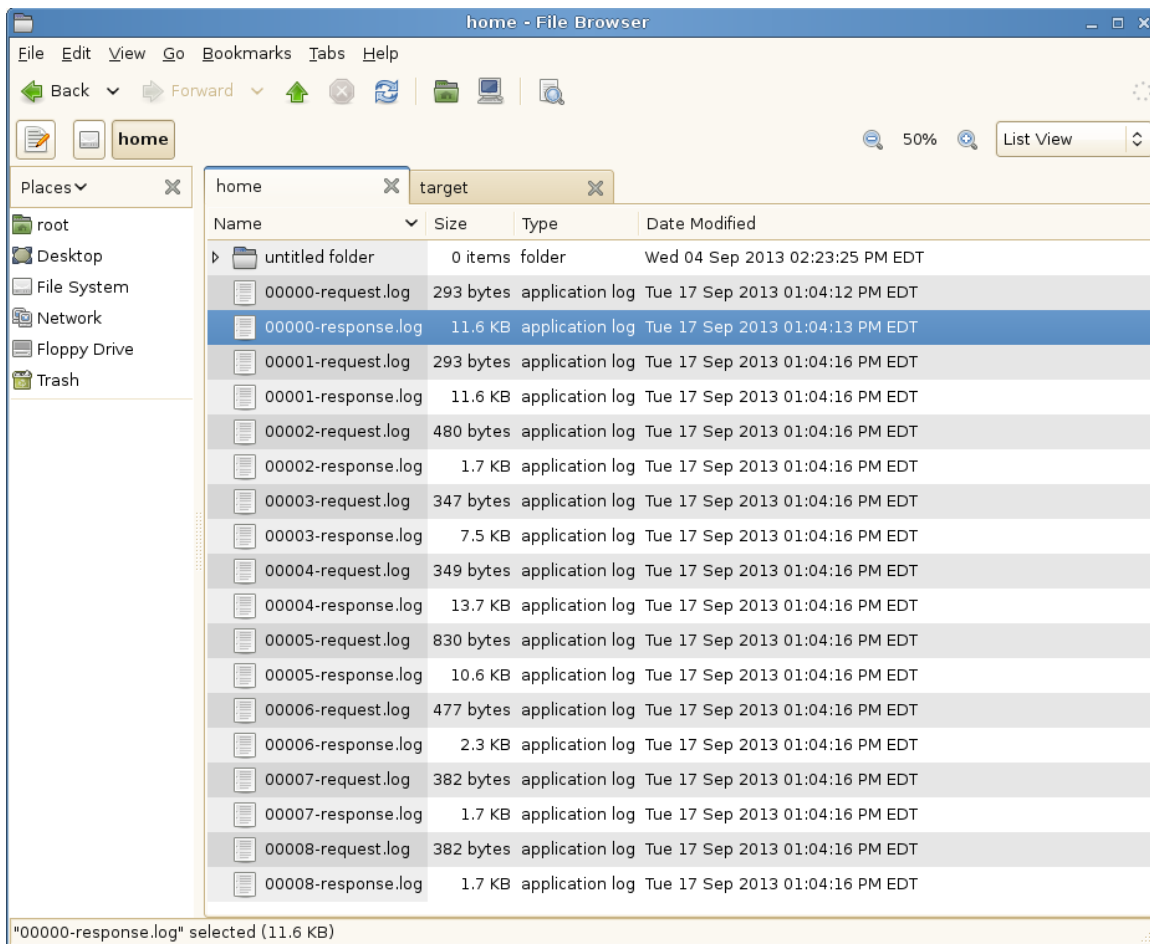 home - File Browser
File Edit View Go Bookmarks Tabs Help
Back Forward
home 50% List View
Places home target
Name Size Type Date Modified
root
Desktop
File System
Network
Floppy Drive
Trash
untitled folder 0 items folder Wed 04 Sep 2013 02:23:25 PM EDT
00000-request.log 293 bytes application log Tue 17 Sep 2013 01:04:12 PM EDT
00000-response.log 11.6 KB application log Tue 17 Sep 2013 01:04:13 PM EDT
00001-request.log 293 bytes application log Tue 17 Sep 2013 01:04:16 PM EDT
00001-response.log 11.6 KB application log Tue 17 Sep 2013 01:04:16 PM EDT
00002-request.log 480 bytes application log Tue 17 Sep 2013 01:04:16 PM EDT
00002-response.log 1.7 KB application log Tue 17 Sep 2013 01:04:16 PM EDT
00003-request.log 347 bytes application log Tue 17 Sep 2013 01:04:16 PM EDT
00003-response.log 7.5 KB application log Tue 17 Sep 2013 01:04:16 PM EDT
00004-request.log 349 bytes application log Tue 17 Sep 2013 01:04:16 PM EDT
00004-response.log 13.7 KB application log Tue 17 Sep 2013 01:04:16 PM EDT
00005-request.log 830 bytes application log Tue 17 Sep 2013 01:04:16 PM EDT
00005-response.log 10.6 KB application log Tue 17 Sep 2013 01:04:16 PM EDT
00006-request.log 477 bytes application log Tue 17 Sep 2013 01:04:16 PM EDT
00006-response.log 2.3 KB application log Tue 17 Sep 2013 01:04:16 PM EDT
00007-request.log 382 bytes application log Tue 17 Sep 2013 01:04:16 PM EDT
00007-response.log 1.7 KB application log Tue 17 Sep 2013 01:04:16 PM EDT
00008-request.log 382 bytes application log Tue 17 Sep 2013 01:04:16 PM EDT
00008-response.log 1.7 KB application log Tue 17 Sep 2013 01:04:16 PM EDT
"00000-response.log" selected (11.6 KB)